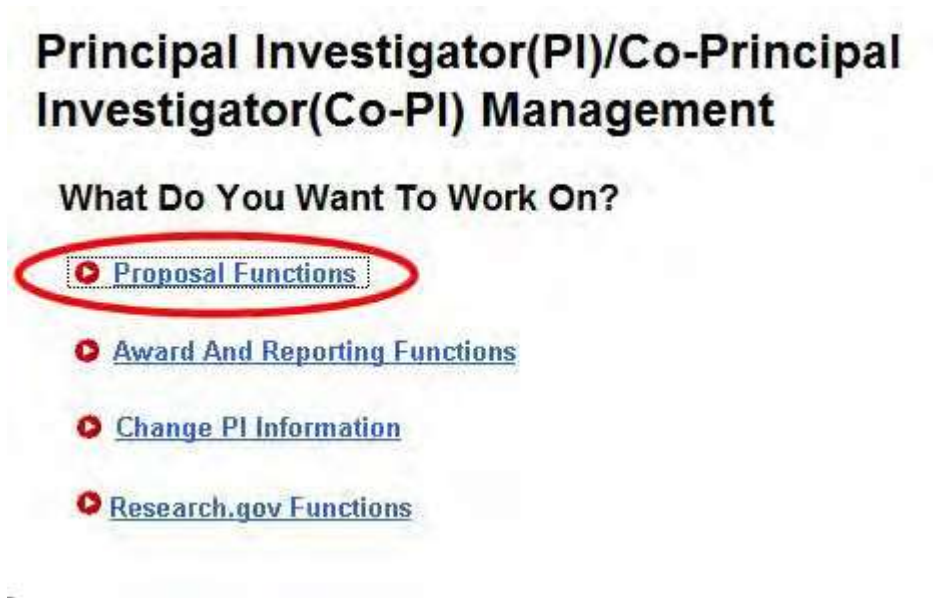 Principal Investigator(PI)/Co-Principal
Investigator(Co-PI) Management
What Do You Want To Work On?
Proposal Functions
Award And Reporting Functions
Change PI Information
Research.gov Functions